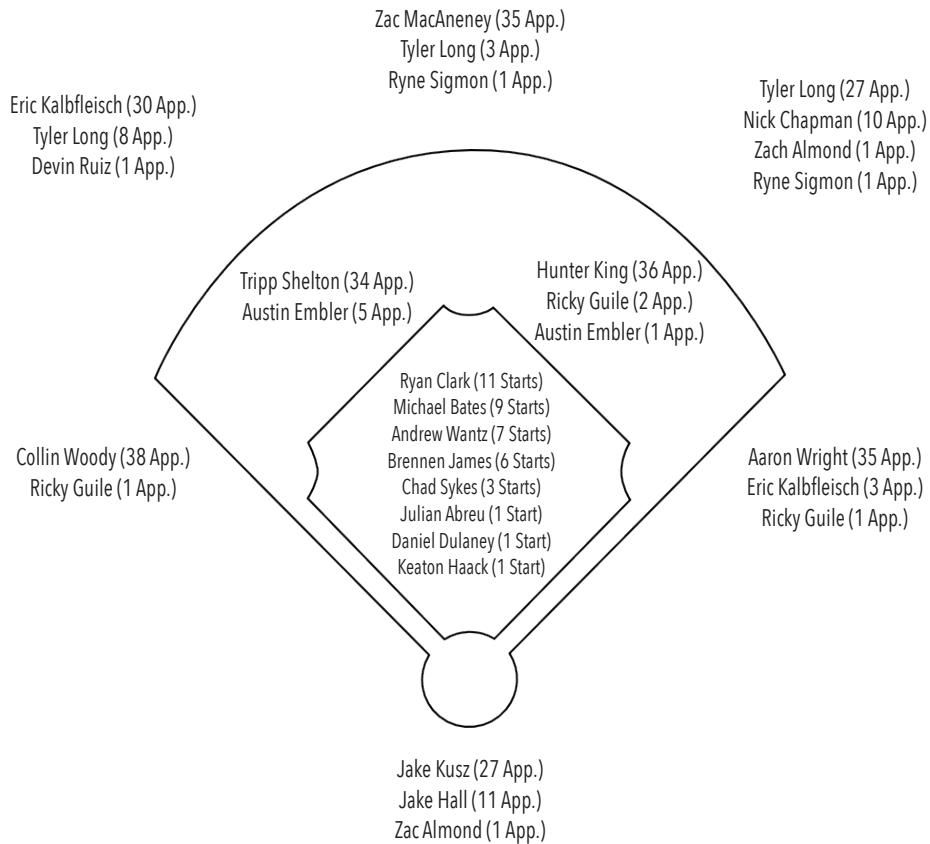 Zac MacAneney (35 App.)
Tyler Long (3 App.)
Ryne Sigmon (1 App.)
Eric Kalbfleisch (30 App.)
Tyler Long (8 App.)
Devin Ruiz (1 App.)
Tyler Long (27 App.)
Nick Chapman (10 App.)
Zach Almond (1 App.)
Ryne Sigmon (1 App.)
Tripp Shelton (34 App.)
Austin Embler (5 App.)
Hunter King (36 App.)
Ricky Guile (2 App.)
Austin Embler (1 App.)
Ryan Clark (11 Starts)
Michael Bates (9 Starts)
Andrew Wantz (7 Starts)
Brennen James (6 Starts)
Chad Sykes (3 Starts)
Julian Abreu (1 Start)
Daniel Dulaney (1 Start)
Keaton Haack (1 Start)
Collin Woody (38 App.)
Ricky Guile (1 App.)
Aaron Wright (35 App.)
Eric Kalbfleisch (3 App.)
Ricky Guile (1 App.)
Jake Kusz (27 App.)
Jake Hall (11 App.)
Zac Almond (1 App.)